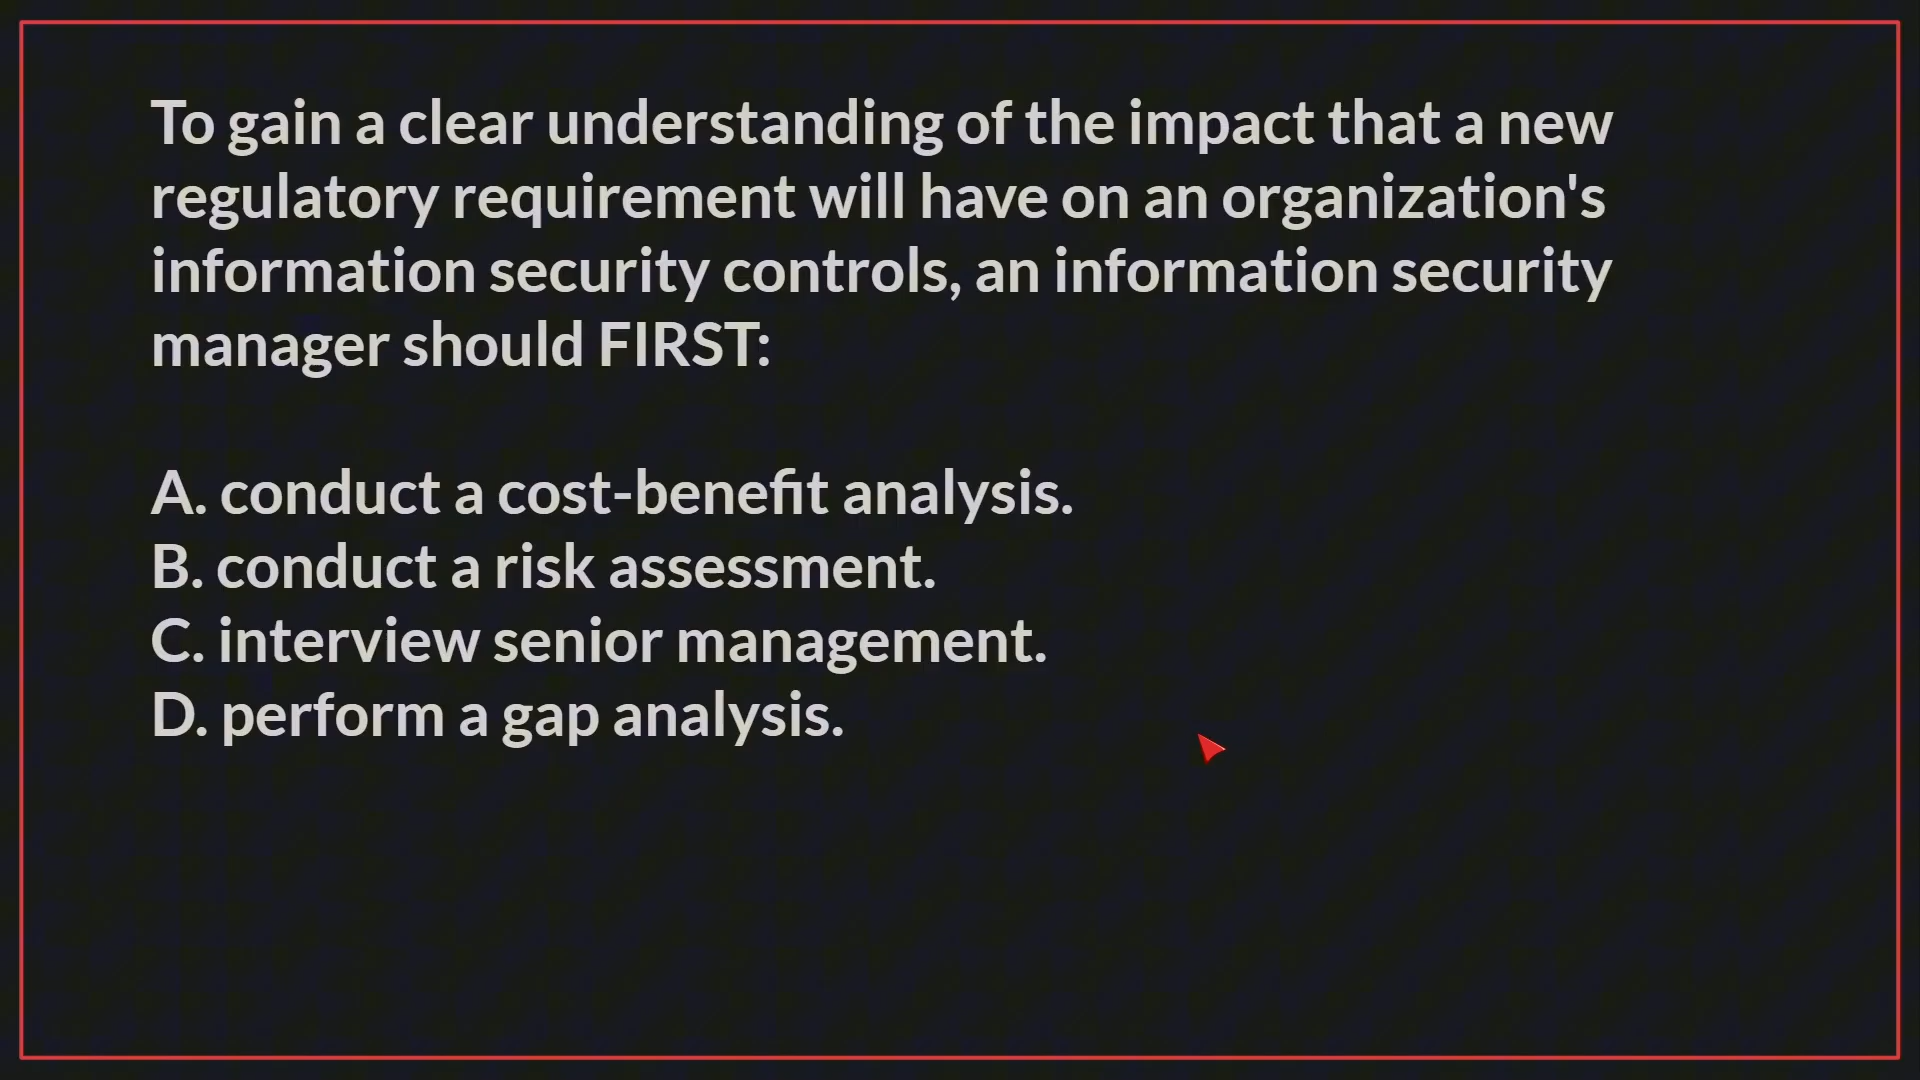 To gain a clear understanding of the impact that a new
regulatory requirement will have on an organization's
information security controls, an information security
manager should FIRST:
A. conduct a cost-benefit analysis.
B. conduct a risk assessment.
C. interview senior management.
D. perform a gap analysis.